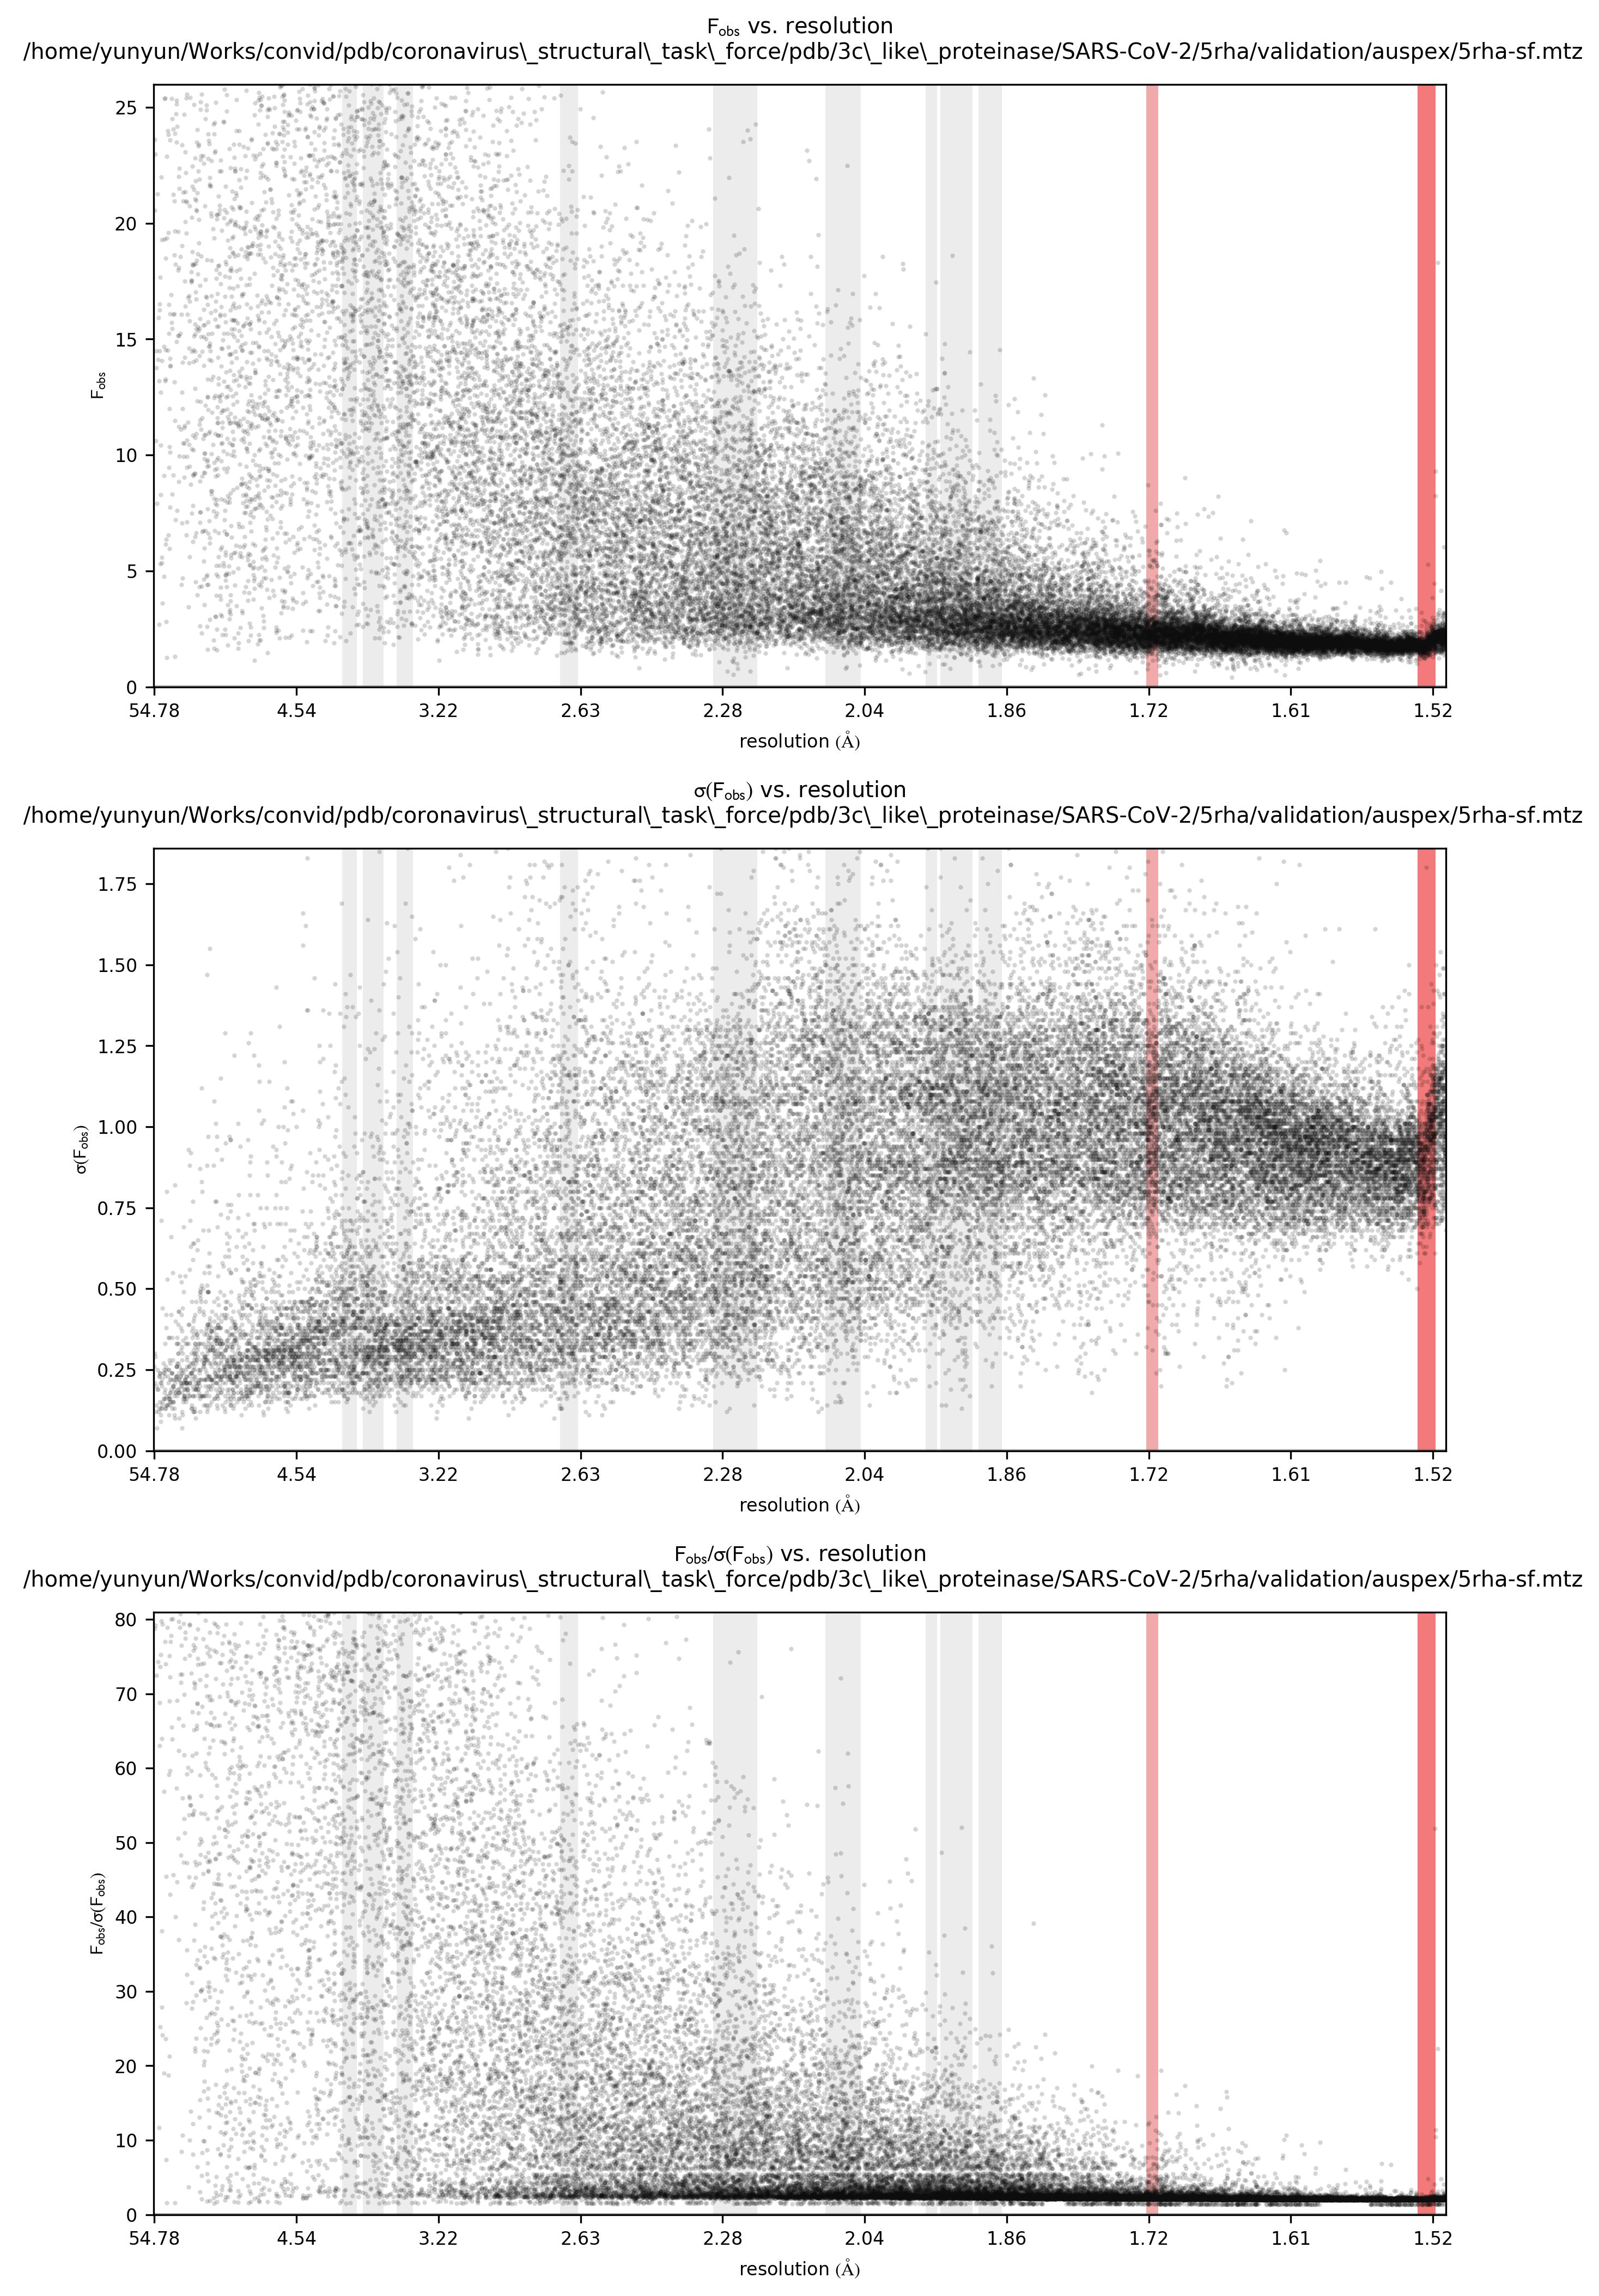 F_obs vs. resolution
/home/yunyun/Works/convid/pdb/coronavirus\_structural\_task\_force/pdb/3c\_like\_proteinase/SARS-CoV-2/5rha/validation/auspex/5rha-sf.mtz
25
20
15
10
5
0
F_obs
54.78 4.54 3.22 2.63 2.28 2.04 1.86 1.72 1.61 1.52
resolution (Å)
σ(F_obs) vs. resolution
/home/yunyun/Works/convid/pdb/coronavirus\_structural\_task\_force/pdb/3c\_like\_proteinase/SARS-CoV-2/5rha/validation/auspex/5rha-sf.mtz
1.75
1.50
1.25
1.00
0.75
0.50
0.25
0.00
σ(F_obs)
54.78 4.54 3.22 2.63 2.28 2.04 1.86 1.72 1.61 1.52
resolution (Å)
F_obs/σ(F_obs) vs. resolution
/home/yunyun/Works/convid/pdb/coronavirus\_structural\_task\_force/pdb/3c\_like\_proteinase/SARS-CoV-2/5rha/validation/auspex/5rha-sf.mtz
80
70
60
50
40
30
20
10
0
F_obs/σ(F_obs)
54.78 4.54 3.22 2.63 2.28 2.04 1.86 1.72 1.61 1.52
resolution (Å)